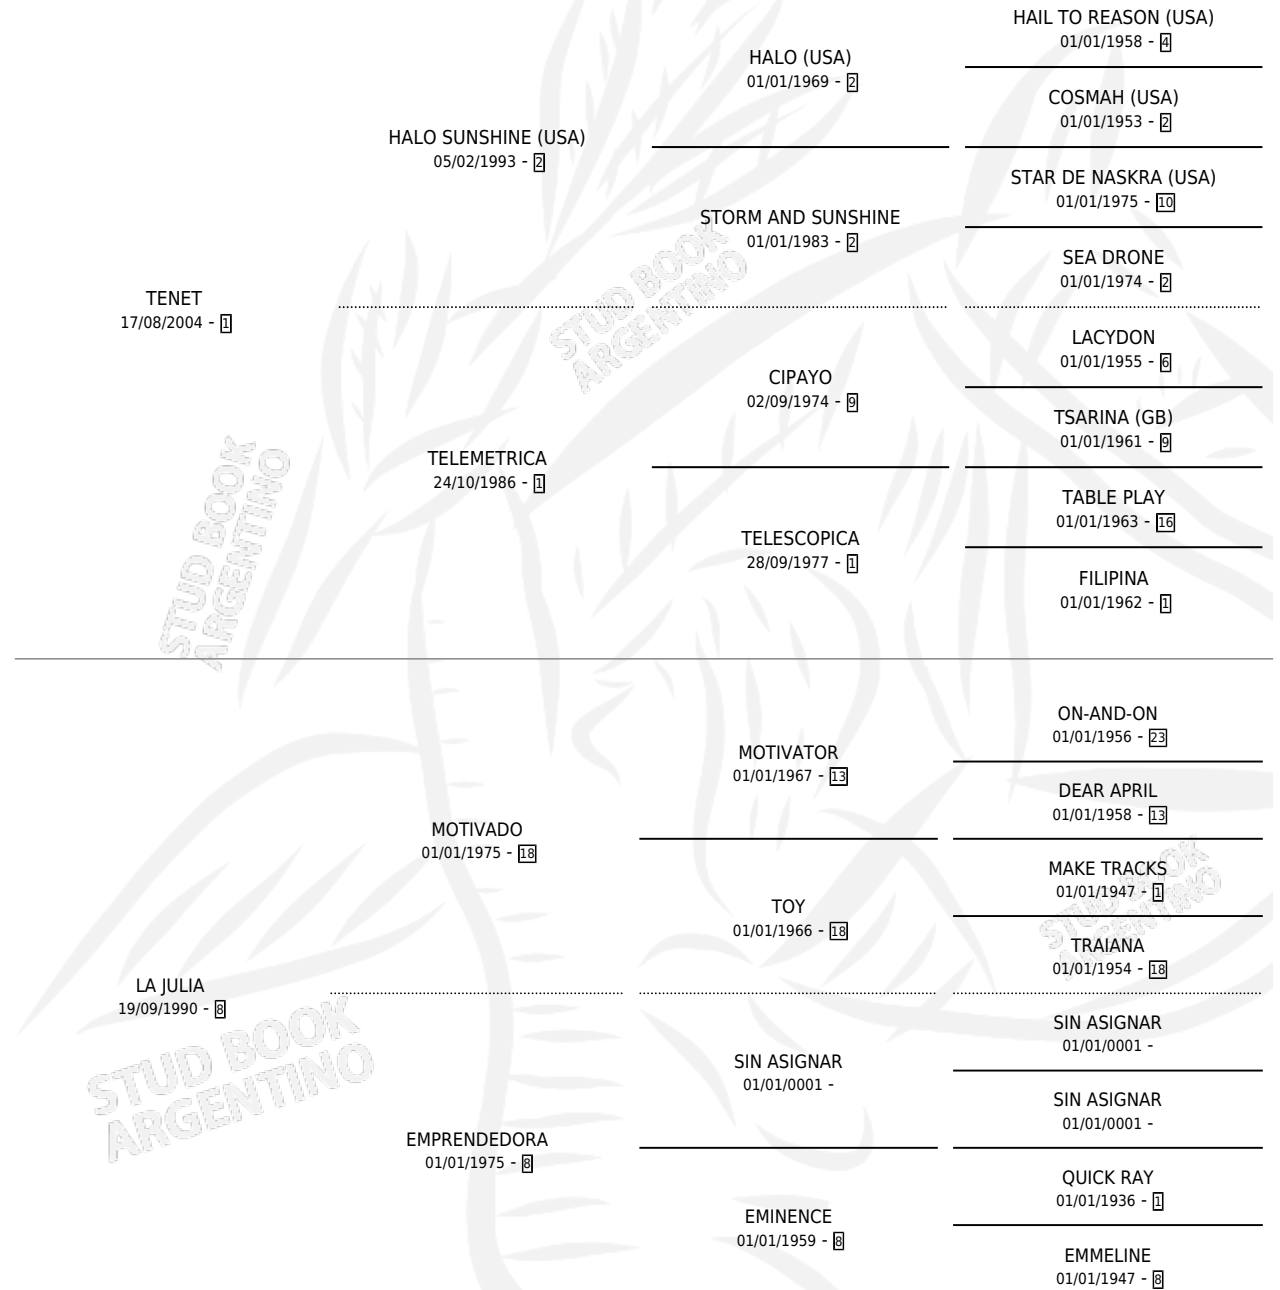 HAIL TO REASON (USA)
01/01/1958 - 4
HALO (USA)
01/01/1969 - 2
COSMAH (USA)
01/01/1953 - 2
HALO SUNSHINE (USA)
05/02/1993 - 2
STAR DE NASKRA (USA)
01/01/1975 - 10
STORM AND SUNSHINE
01/01/1983 - 2
SEA DRONE
01/01/1974 - 2
TENET
17/08/2004 - 1
STUD BOOK
ARGENTINO
LACYDON
01/01/1955 - 6
CIPAYO
02/09/1974 - 9
TSARINA (GB)
01/01/1961 - 9
TELEMETRICA
24/10/1986 - 1
TABLE PLAY
01/01/1963 - 16
TELESCOPICA
28/09/1977 - 1
FILIPINA
01/01/1962 - 1
STUD BOOK
ARGENTINO
ON-AND-ON
01/01/1956 - 23
MOTIVATOR
01/01/1967 - 13
DEAR APRIL
01/01/1958 - 13
MOTIVADO
01/01/1975 - 18
MAKE TRACKS
01/01/1947 - 1
TOY
01/01/1966 - 18
STUD BOOK
ARGENTINO
TRAIANA
01/01/1954 - 18
LA JULIA
19/09/1990 - 8
SIN ASIGNAR
01/01/0001 -
SIN ASIGNAR
01/01/0001 -
STUD BOOK
ARGENTINO
SIN ASIGNAR
01/01/0001 -
EMPRENDEDORA
01/01/1975 - 8
QUICK RAY
01/01/1936 - 1
EMINENCE
01/01/1959 - 8
EMMELINE
01/01/1947 - 8